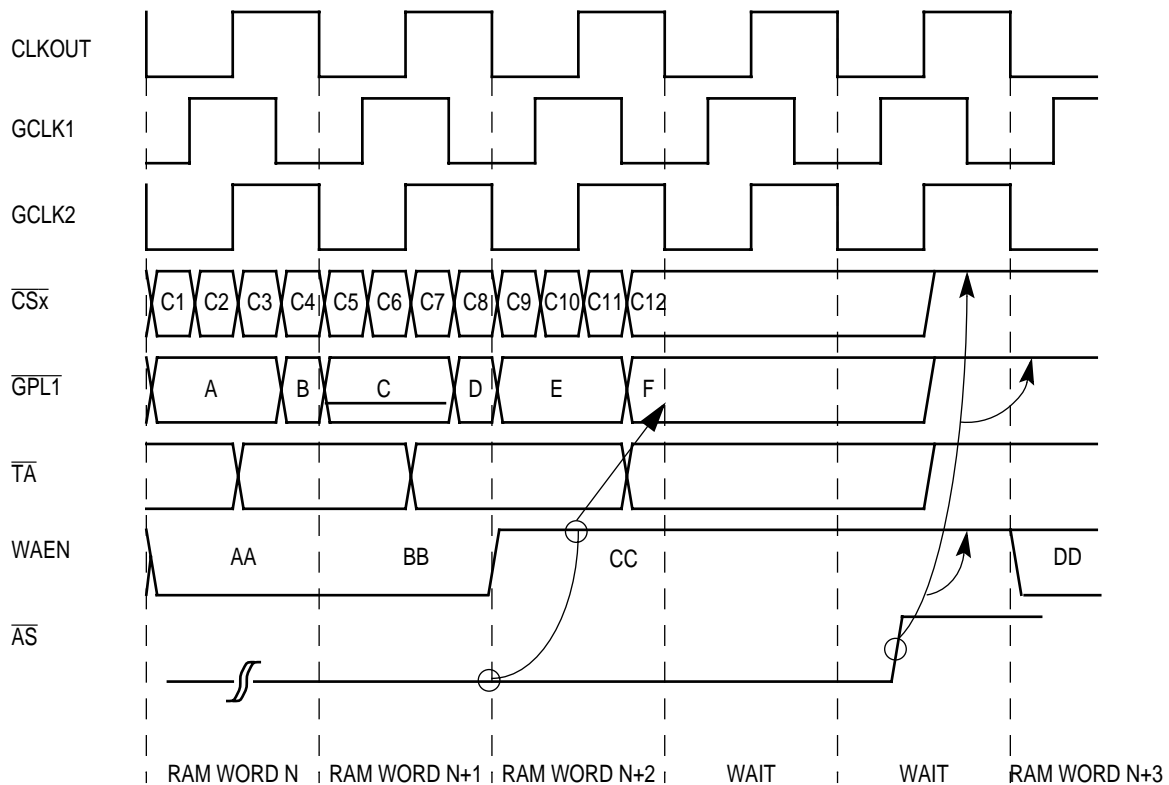 CLKOUT
GCLK1
GCLK2
CSx C1 C2 C3 C4 C5 C6 C7 C8 C9 C10 C11 C12
GPL1 A B C D E F
TA
WAEN AA BB CC DD
AS
RAM WORD N RAM WORD N+1 RAM WORD N+2 WAIT WAIT RAM WORD N+3